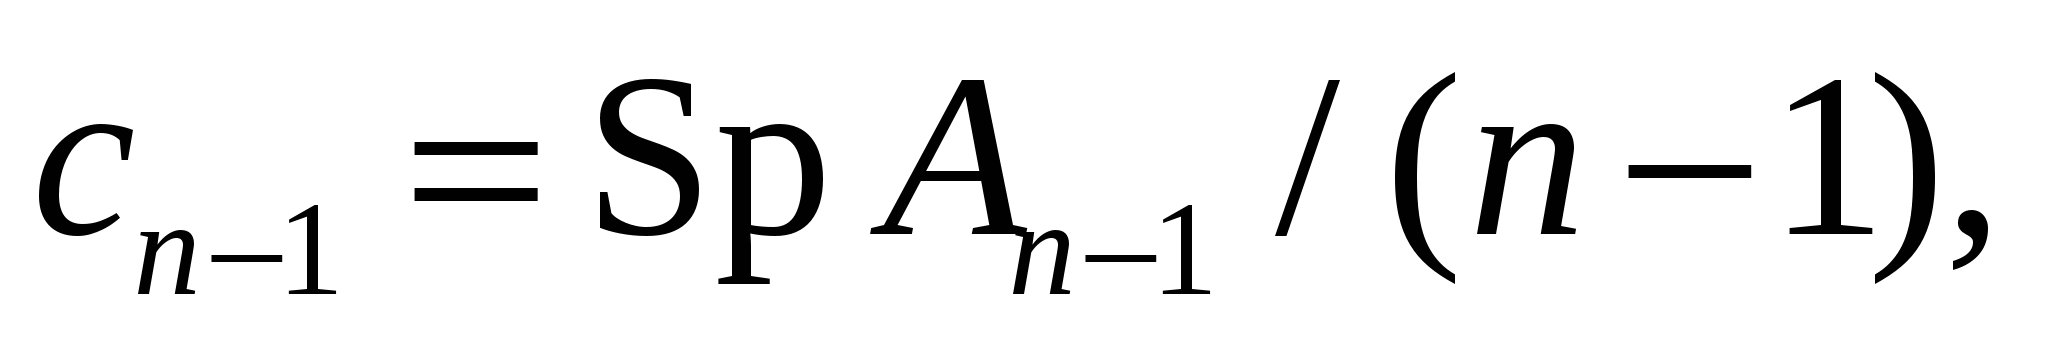 c_{n−1} = Sp A_{n−1} / (n − 1),